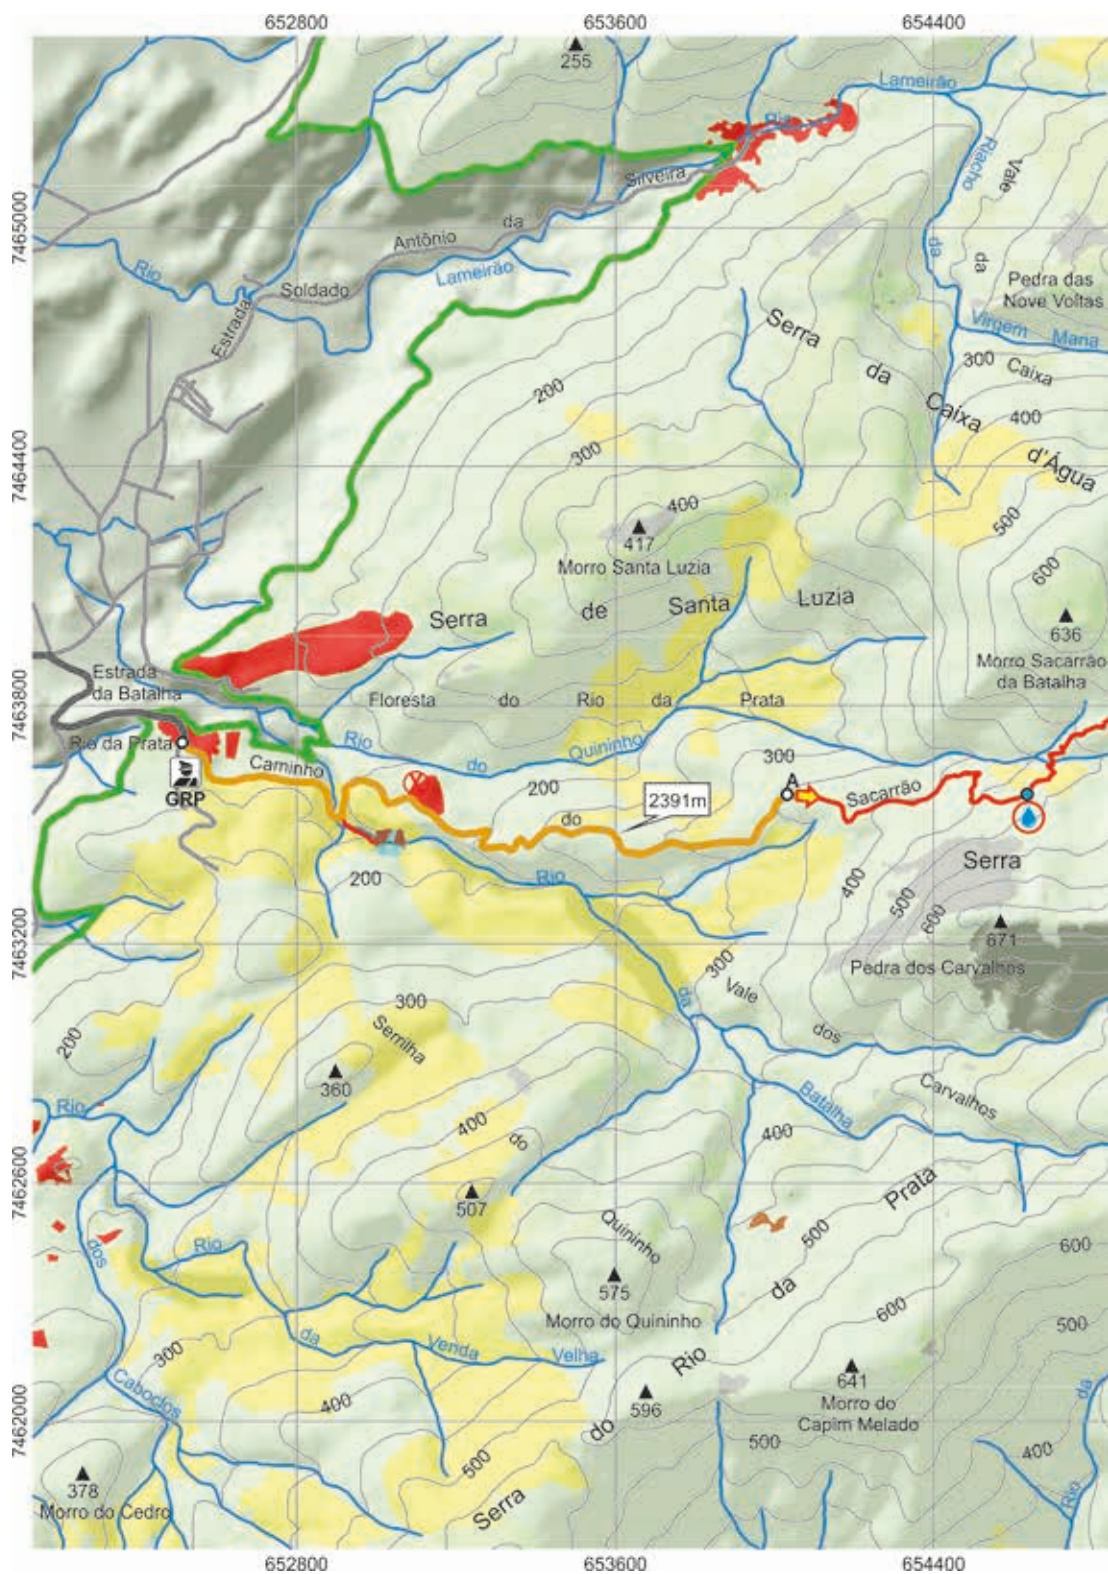 652800
653600
654400
255
Lameirão
Rio
Riacho
Vale
Silveira
7465000
da
Antônio
da
da
Rio
Lameirão
Soldado
Pedra das
Nove Voltas
Estrada
Serra
Virgem Maria
da
300
Caixa
200
Caixa
400
7464400
300
d'Água
400
500
417
Morro Santa Luzia
600
Serra
de
Santa
Luzia
636
Morro Sacarrão
da Batalha
Estrada
da Batalha
7463800
Floresta
do
Rio
da
Prata
Rio da Prata
Rio
do
Quininho
Caminho
300
A
GRP
200
2391m
Sacarrão
do
200
Rio
400
Serra
500
600
671
7463200
300
Pedra dos Carvalhos
Vale
da
300
200
Serrilha
dos
360
Batalha
Carvalhos
Rio
400
do
400
7462600
507
Prata
dos
Rio
Quininho
500
600
da
575
Morro do Quininho
600
da
Venda
Velha
500
300
Rio
641
Caboclos
400
596
Morro do
Capim Melado
da
7462000
do
500
400
500
378
Morro do Cedro
Serra
Rio
652800
653600
654400